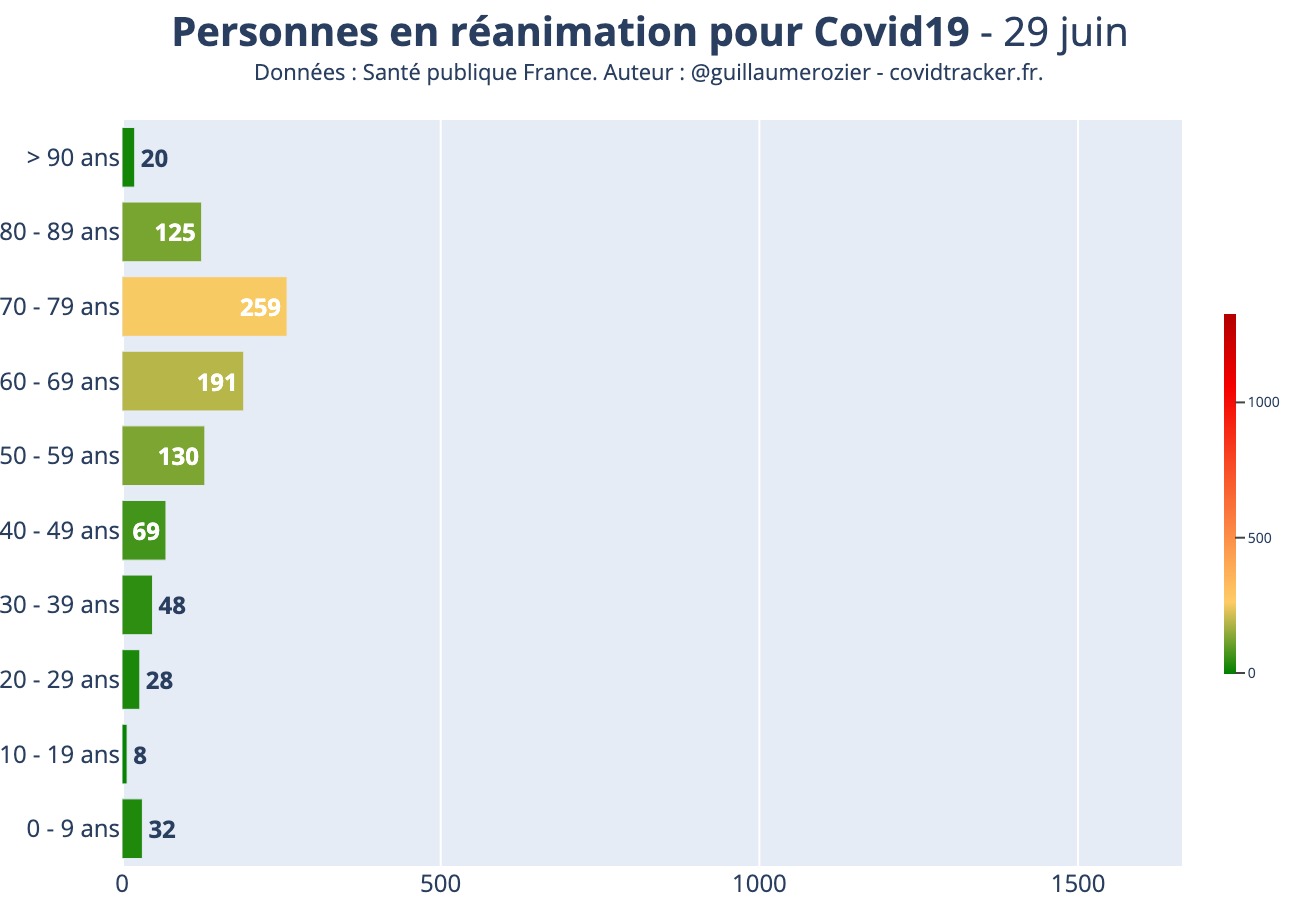 Personnes en réanimation pour Covid19 - 29 juin
Données : Santé publique France. Auteur : @guillaumerozier - covidtracker.fr.
> 90 ans 20
80 - 89 ans 125
70 - 79 ans 259
60 - 69 ans 191
50 - 59 ans 130
40 - 49 ans 69
30 - 39 ans 48
20 - 29 ans 28
10 - 19 ans 8
0 - 9 ans 32
0 500 1000 1500
1000
500
0